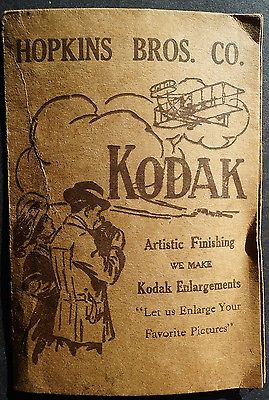 HOPKINS BROS. CO.
KODAK
Artistic Finishing
WE MAKE
Kodak Enlargements
"Let us Enlarge Your
Favorite Pictures"